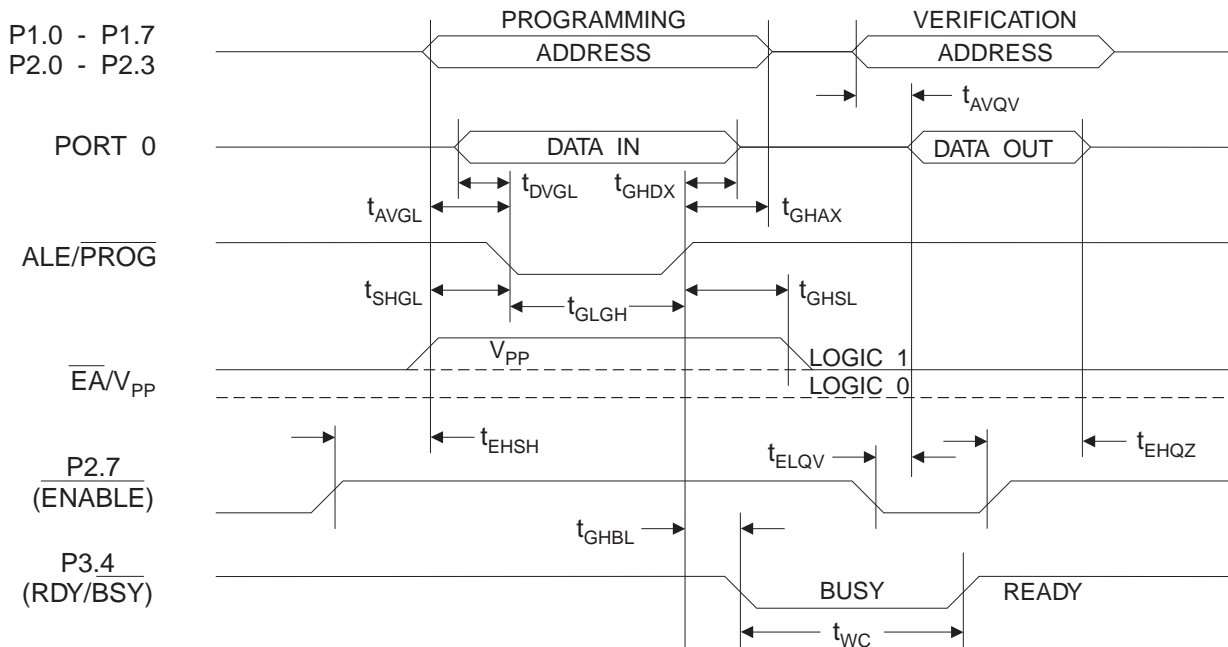 PROGRAMMING VERIFICATION
P1.0 - P1.7
P2.0 - P2.3
ADDRESS ADDRESS
tAVQV
PORT 0 DATA IN DATA OUT
tDVGL tGHDX
tAVGL tGHAX
ALE/PROG
tSHGL tGLGH tGHSL
EA/VPP VPP LOGIC 1
LOGIC 0
tEHSH tELQV tEHQZ
P2.7
(ENABLE)
tGHBL
P3.4
(RDY/BSY) BUSY READY
tWC